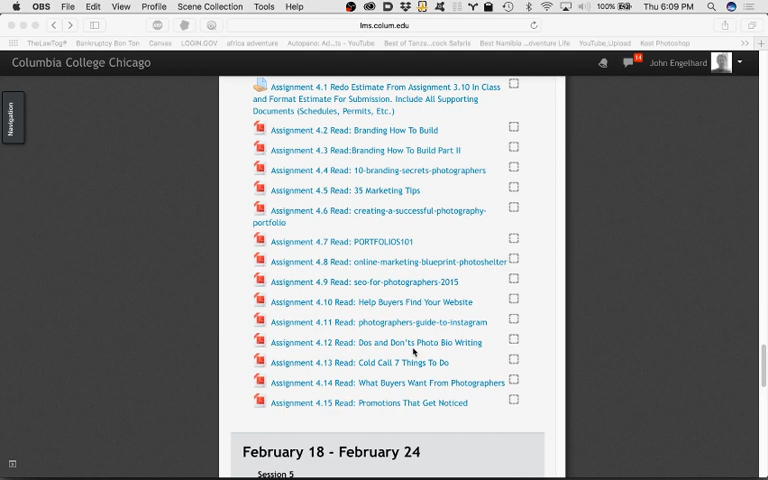 OBS File Edit View Profile Scene Collection Tools Help 100% Thu 6:09 PM
lms.colum.edu
TheLawTog® Bankruptcy Bon Ton Canvas LOGIN.GOV africa adventure Autopano: Ad...ts - YouTube Best of Tanz...ock Safaris Best Namibia ...dventure Life YouTube Upload Kost Photoshop
Columbia College Chicago 14 John Engelhard
Navigation
Assignment 4.1 Redo Estimate From Assignment 3.10 In Class
and Format Estimate For Submission. Include All Supporting
Documents (Schedules, Permits, Etc.)
Assignment 4.2 Read: Branding How To Build
Assignment 4.3 Read:Branding How To Build Part II
Assignment 4.4 Read: 10-branding-secrets-photographers
Assignment 4.5 Read: 35 Marketing Tips
Assignment 4.6 Read: creating-a-successful-photography-
portfolio
Assignment 4.7 Read: PORTFOLIOS101
Assignment 4.8 Read: online-marketing-blueprint-photoshelter
Assignment 4.9 Read: seo-for-photographers-2015
Assignment 4.10 Read: Help Buyers Find Your Website
Assignment 4.11 Read: photographers-guide-to-instagram
Assignment 4.12 Read: Dos and Don'ts Photo Bio Writing
Assignment 4.13 Read: Cold Call 7 Things To Do
Assignment 4.14 Read: What Buyers Want From Photographers
Assignment 4.15 Read: Promotions That Get Noticed
February 18 - February 24
Session 5